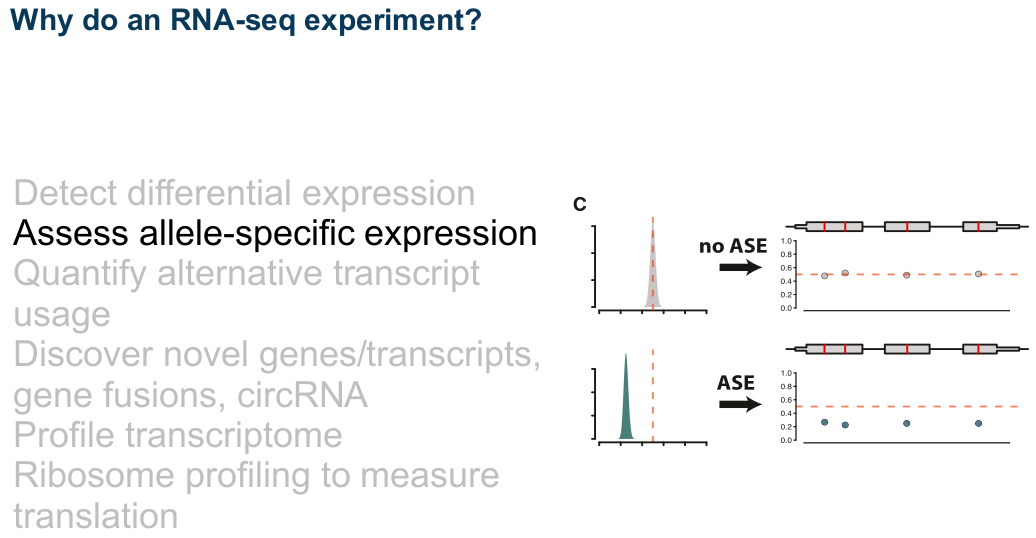 Why do an RNA-seq experiment?
Detect differential expression
Assess allele-specific expression
Quantify alternative transcript
usage
Discover novel genes/transcripts,
gene fusions, circRNA
Profile transcriptome
Ribosome profiling to measure
translation
C
no ASE
1.0
0.8
0.6
0.4
0.2
0.0
ASE
1.0
0.8
0.6
0.4
0.2
0.0